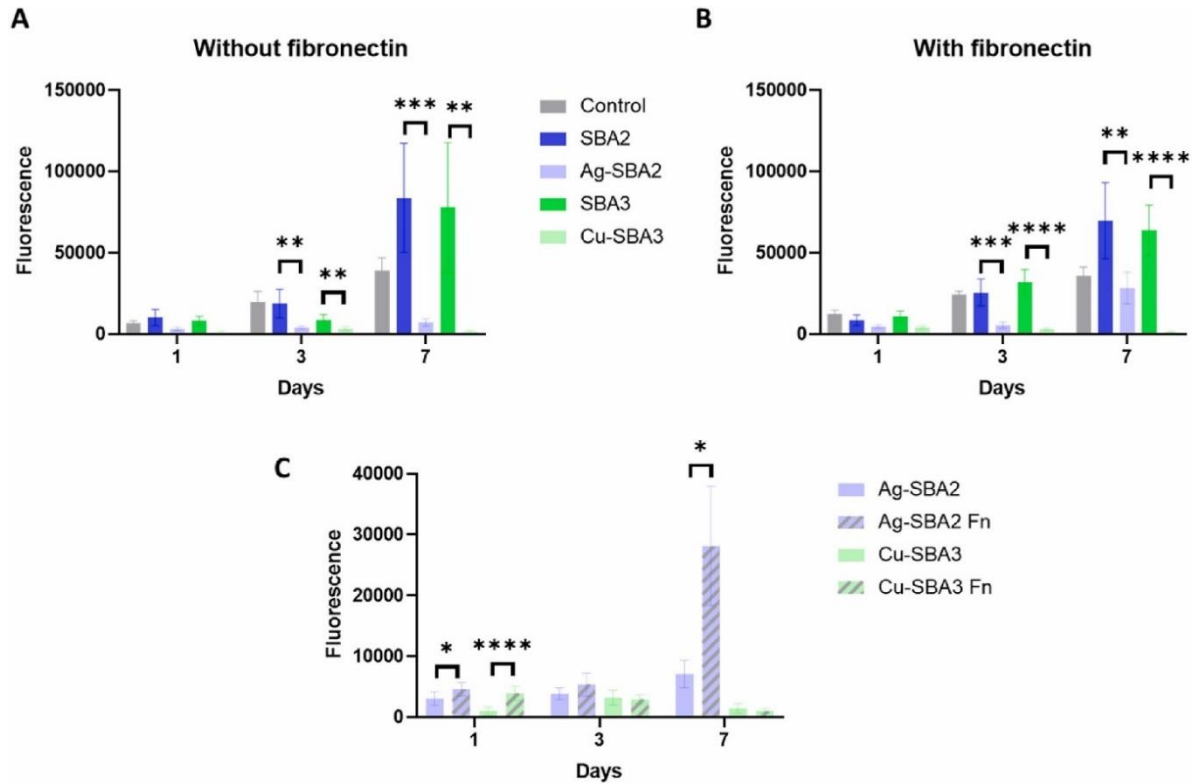 A
Without fibronectin
150000
100000
50000
0
Fluorescence
*** **
** **
1 3 7
Days
Control
SBA2
Ag-SBA2
SBA3
Cu-SBA3
B
With fibronectin
150000
100000
50000
0
Fluorescence
** ****
*** ****
1 3 7
Days
C
40000
30000
20000
10000
0
Fluorescence
*
* ****
1 3 7
Days
Ag-SBA2
Ag-SBA2 Fn
Cu-SBA3
Cu-SBA3 Fn